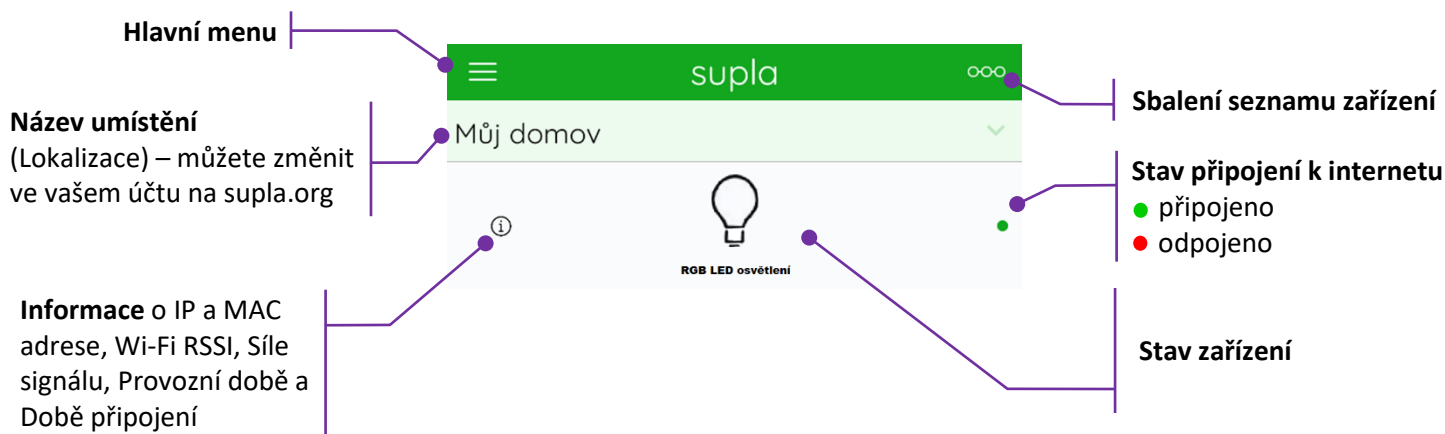 Hlavní menu
supla
Sbalení seznamu zařízení
Název umístění
(Lokalizace) – můžete změnit
ve vašem účtu na supla.org
Můj domov
Stav připojení k internetu
připojeno
odpojeno
RGB LED osvětlení
Informace o IP a MAC
adrese, Wi-Fi RSSI, Síle
signálu, Provozní době a
Době připojení
Stav zařízení